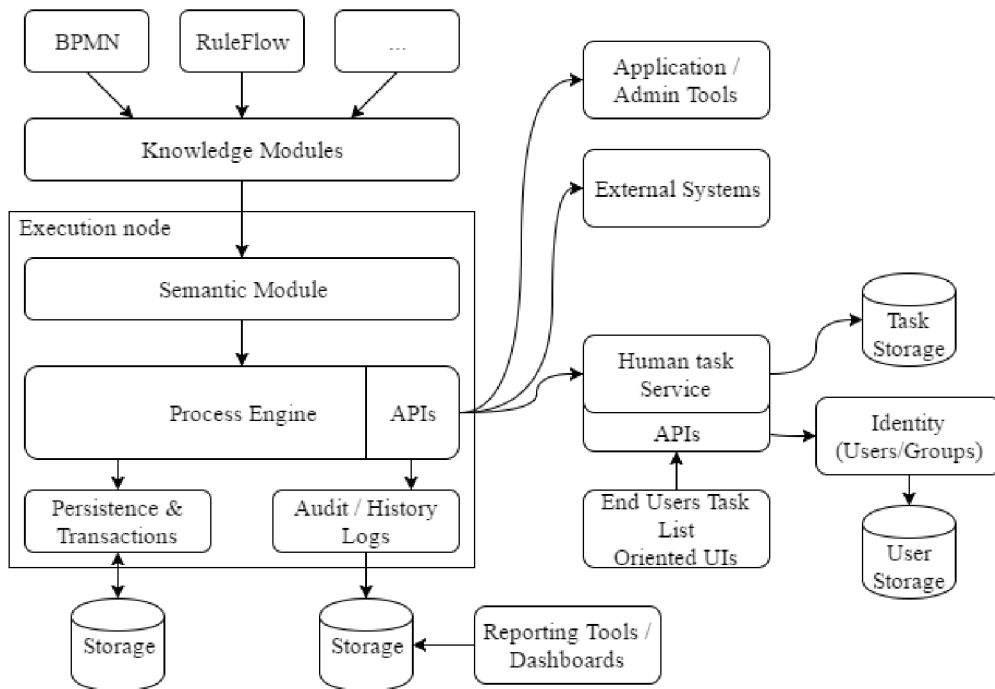 BPMN
RuleFlow
...
Knowledge Modules
Execution node
Semantic Module
Process Engine
APIs
Persistence &
Transactions
Audit / History
Logs
Storage
Storage
Reporting Tools /
Dashboards
Application /
Admin Tools
External Systems
Human task
Service
APIs
End Users Task
List
Oriented UIs
Task
Storage
Identity
(Users/Groups)
User
Storage